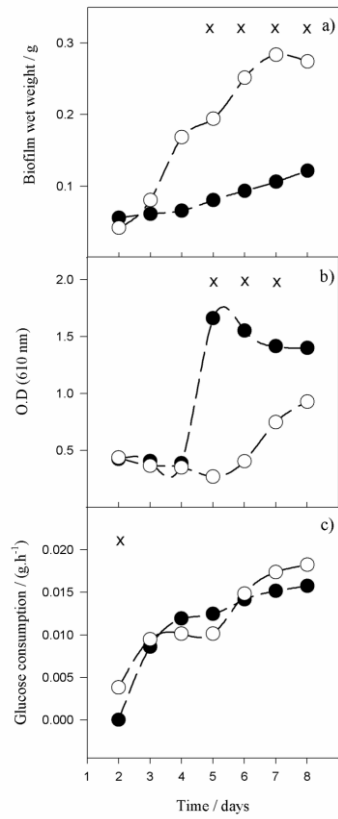 x x x x a)
0.3
0.2
0.1
Biofilm wet weight / g
x x x b)
2.0
1.5
1.0
0.5
O.D (610 nm)
c)
x
0.020
0.015
0.010
0.005
0.000
Glucose consumption / (g.h⁻¹)
1 2 3 4 5 6 7 8
Time / days